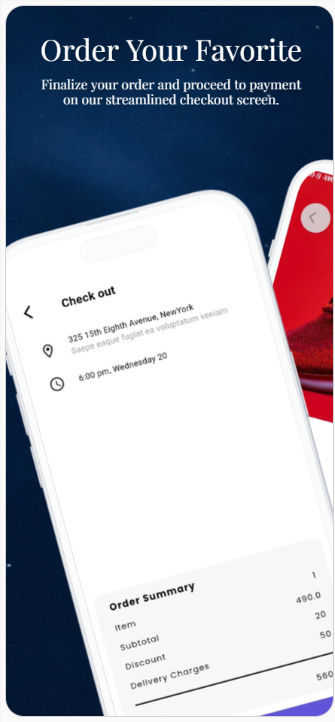 Order Your Favorite
Finalize your order and proceed to payment
on our streamlined checkout screen.
Check out
325 15th Eighth Avenue, NewYork
Saepe eaque fugiat ea voluptatum veniam
6:00 pm, Wednesday 20
Order Summary
Item 1
Subtotal 490.0
Discount 20
Delivery Charges 50
560